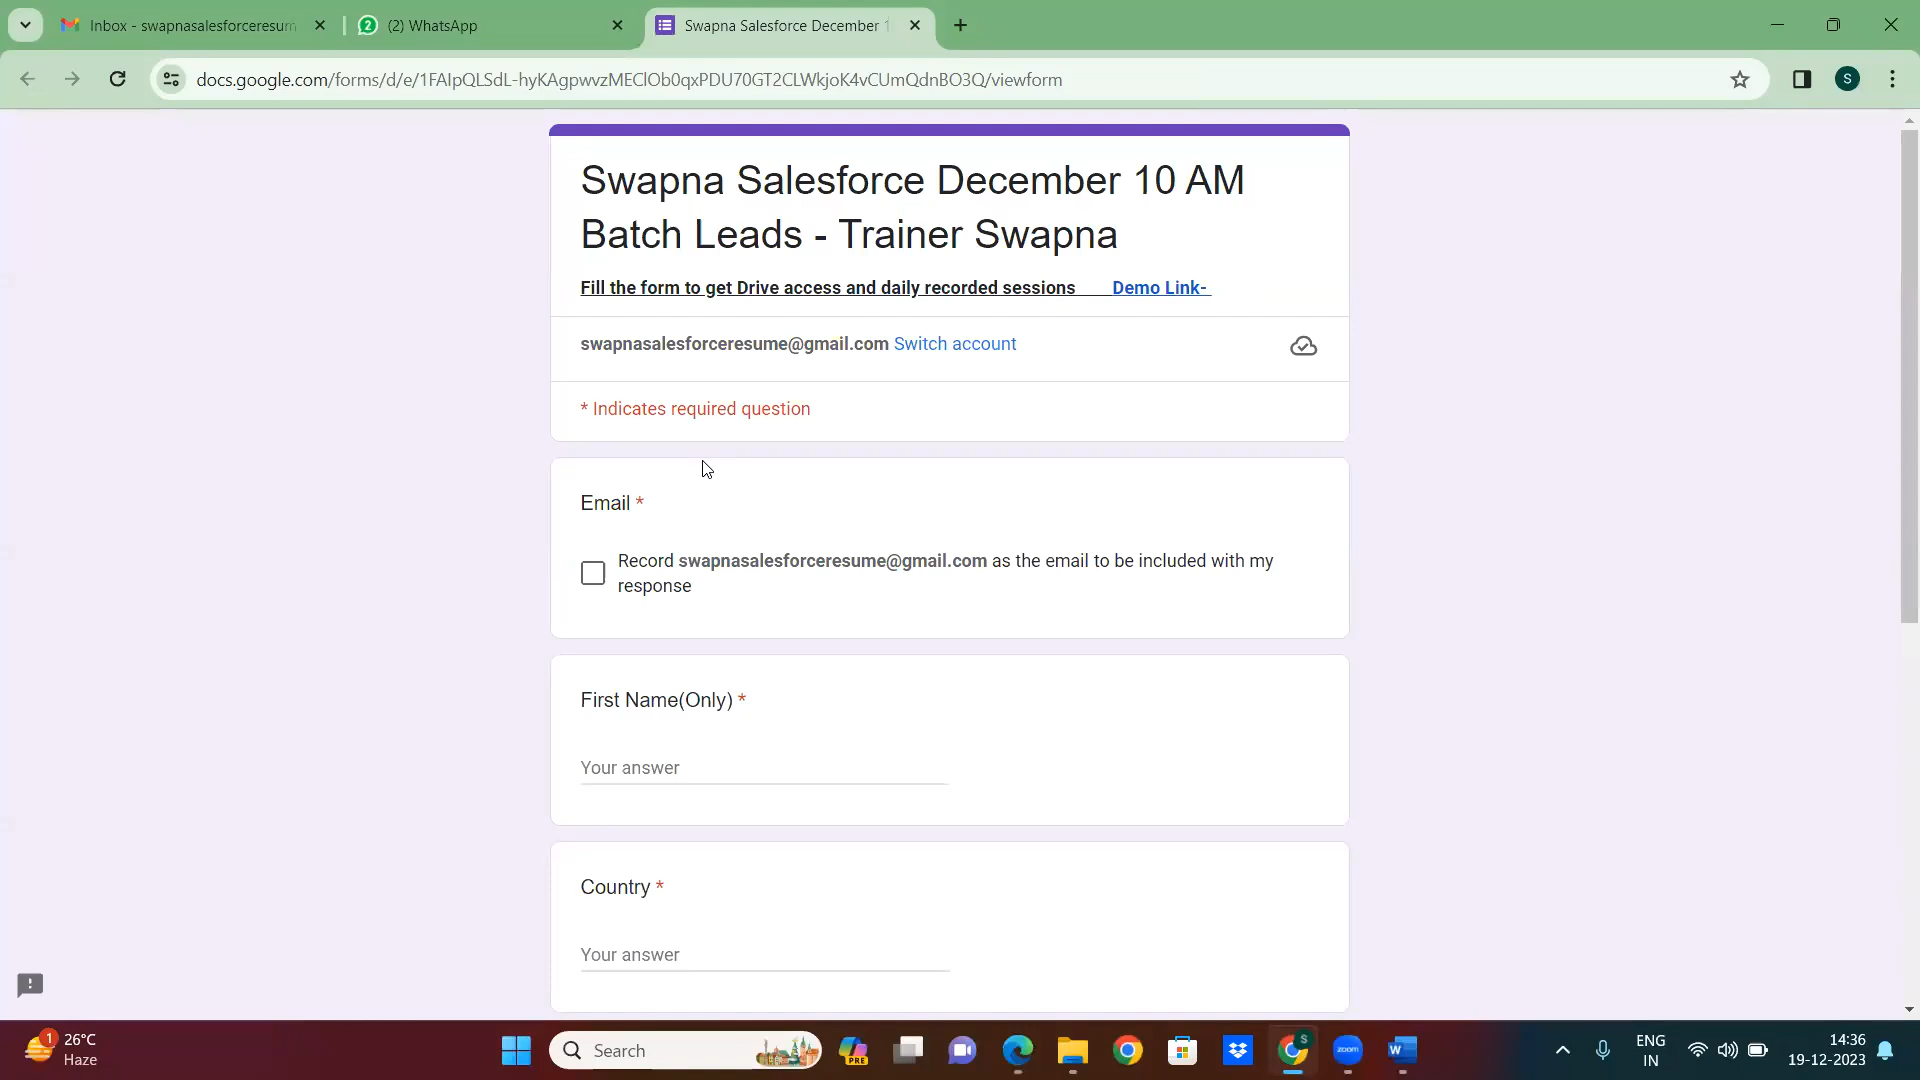 Inbox - swapnasalesforceresum
(2) WhatsApp
Swapna Salesforce December 1
docs.google.com/forms/d/e/1FAIpQLSdL-hyKAgpwvzMEClOb0qxPDU70GT2CLWkjoK4vCUmQdnBO3Q/viewform
S
Swapna Salesforce December 10 AM
Batch Leads - Trainer Swapna
Fill the form to get Drive access and daily recorded sessions Demo Link-
swapnasalesforceresume@gmail.com Switch account
* Indicates required question
Email *
Record swapnasalesforceresume@gmail.com as the email to be included with my
response
First Name(Only) *
Your answer
Country *
Your answer
1
26°C
Haze
Search
PRE
S
zoom
W
ENG
IN
14:36
19-12-2023